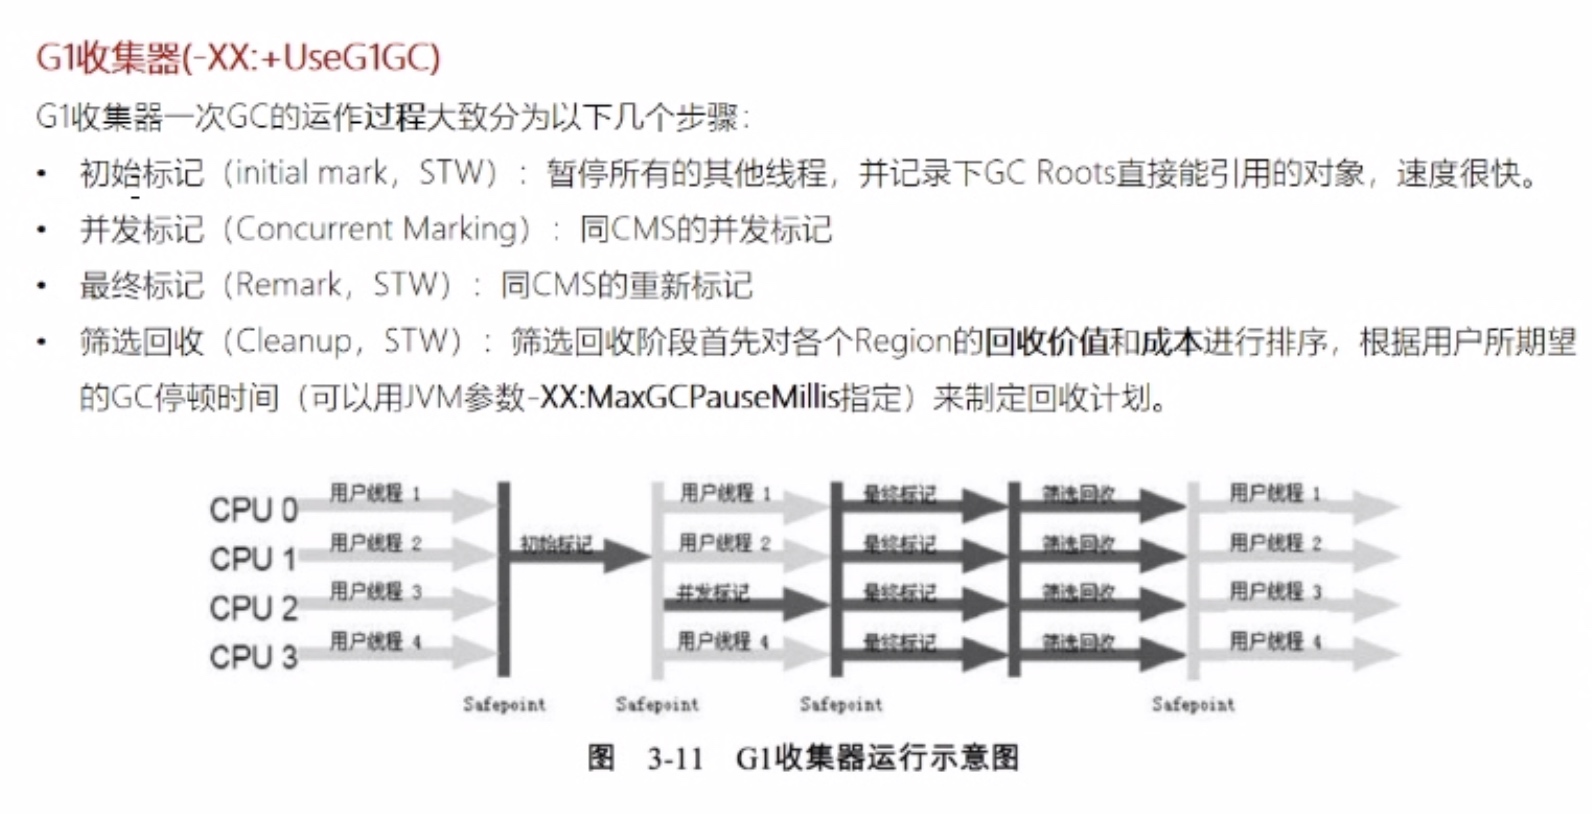 G1收集器(-XX:+UseG1GC)
G1收集器一次GC的运作过程大致分为以下几个步骤：
• 初始标记（initial mark，STW）：暂停所有的其他线程，并记录下GC Roots直接能引用的对象，速度很快。
• 并发标记（Concurrent Marking）：同CMS的并发标记
• 最终标记（Remark，STW）：同CMS的重新标记
• 筛选回收（Cleanup，STW）：筛选回收阶段首先对各个Region的回收价值和成本进行排序，根据用户所期望
的GC停顿时间（可以用JVM参数-XX:MaxGCPauseMillis指定）来制定回收计划。
CPU 0 用户线程 1 用户线程 1 最终标记 筛选回收 用户线程 1
CPU 1 用户线程 2 初始标记 用户线程 2 最终标记 筛选回收 用户线程 2
CPU 2 用户线程 3 并发标记 最终标记 筛选回收 用户线程 3
CPU 3 用户线程 4 用户线程 4 最终标记 筛选回收 用户线程 4
Safepoint Safepoint Safepoint Safepoint
图 3-11 G1收集器运行示意图